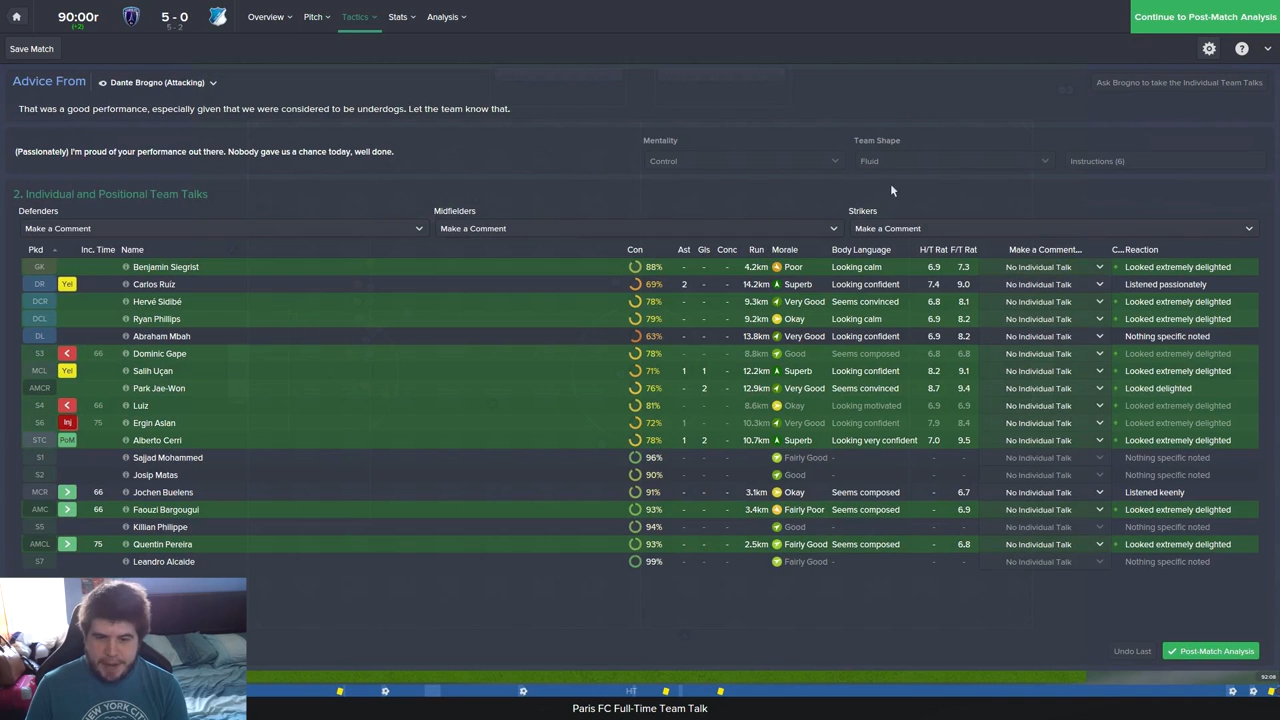 90:00r
(+2)
5 - 0
5 - 2
Overview
Pitch
Tactics
Stats
Analysis
Continue to Post-Match Analysis
Save Match
?
Advice From Dante Brogno (Attacking)
Ask Brogno to take the Individual Team Talks
That was a good performance, especially given that we were considered to be underdogs. Let the team know that.
Mentality Team Shape
(Passionately) I'm proud of your performance out there. Nobody gave us a chance today, well done.
Control Fluid Instructions (6)
2. Individual and Positional Team Talks
Defenders Midfielders Strikers
Make a Comment Make a Comment Make a Comment
Pkd Inc. Time Name Con Ast Gls Conc Run Morale Body Language H/T Rat F/T Rat Make a Comment... C... Reaction
GK Benjamin Siegrist 88% - - - 4.2km Poor Looking calm 6.9 7.3 No Individual Talk Looked extremely delighted
DR Yel Carlos Ruíz 69% 2 - - 14.2km Superb Looking confident 7.4 9.0 No Individual Talk Listened passionately
DCR Hervé Sidibé 78% - - - 9.3km Very Good Seems convinced 6.8 8.1 No Individual Talk Looked extremely delighted
DCL Ryan Phillips 79% - - - 9.2km Okay Looking calm 6.9 8.2 No Individual Talk Looked extremely delighted
DL Abraham Mbah 63% - - - 13.8km Very Good Looking confident 6.9 8.2 No Individual Talk Nothing specific noted
S3 66 Dominic Gape 78% - - - 8.8km Good Seems composed 6.8 6.8 No Individual Talk Looked extremely delighted
MCL Yel Salih Uçan 71% 1 1 - 12.2km Superb Looking confident 8.2 9.1 No Individual Talk Looked extremely delighted
AMCR Park Jae-Won 76% - 2 - 12.9km Very Good Seems convinced 8.7 9.4 No Individual Talk Looked delighted
S4 66 Luiz 81% - - - 8.6km Okay Looking motivated 6.9 6.9 No Individual Talk Looked extremely delighted
S6 Inj 75 Ergin Aslan 72% 1 - - 10.3km Very Good Looking confident 7.9 8.4 No Individual Talk Looked extremely delighted
STC PoM Alberto Cerri 78% 1 2 - 10.7km Superb Looking very confident 7.0 9.5 No Individual Talk Looked extremely delighted
S1 Sajjad Mohammed 96% Fairly Good - No Individual Talk Nothing specific noted
S2 Josip Matas 90% Good - No Individual Talk Nothing specific noted
MCR 66 Jochen Buelens 91% - - - 3.1km Okay Seems composed - 6.7 No Individual Talk Listened keenly
AMC 66 Faouzi Bargougui 93% - - - 3.4km Fairly Poor Seems composed - 6.9 No Individual Talk Looked extremely delighted
S5 Killian Philippe 94% Good - No Individual Talk Nothing specific noted
AMCL 75 Quentin Pereira 93% - - - 2.5km Fairly Good Seems composed - 6.8 No Individual Talk Looked extremely delighted
S7 Leandro Alcaide 99% Fairly Good - No Individual Talk Nothing specific noted
Undo Last Post-Match Analysis
92:08
HT
Paris FC Full-Time Team Talk
NEW YORK CITY